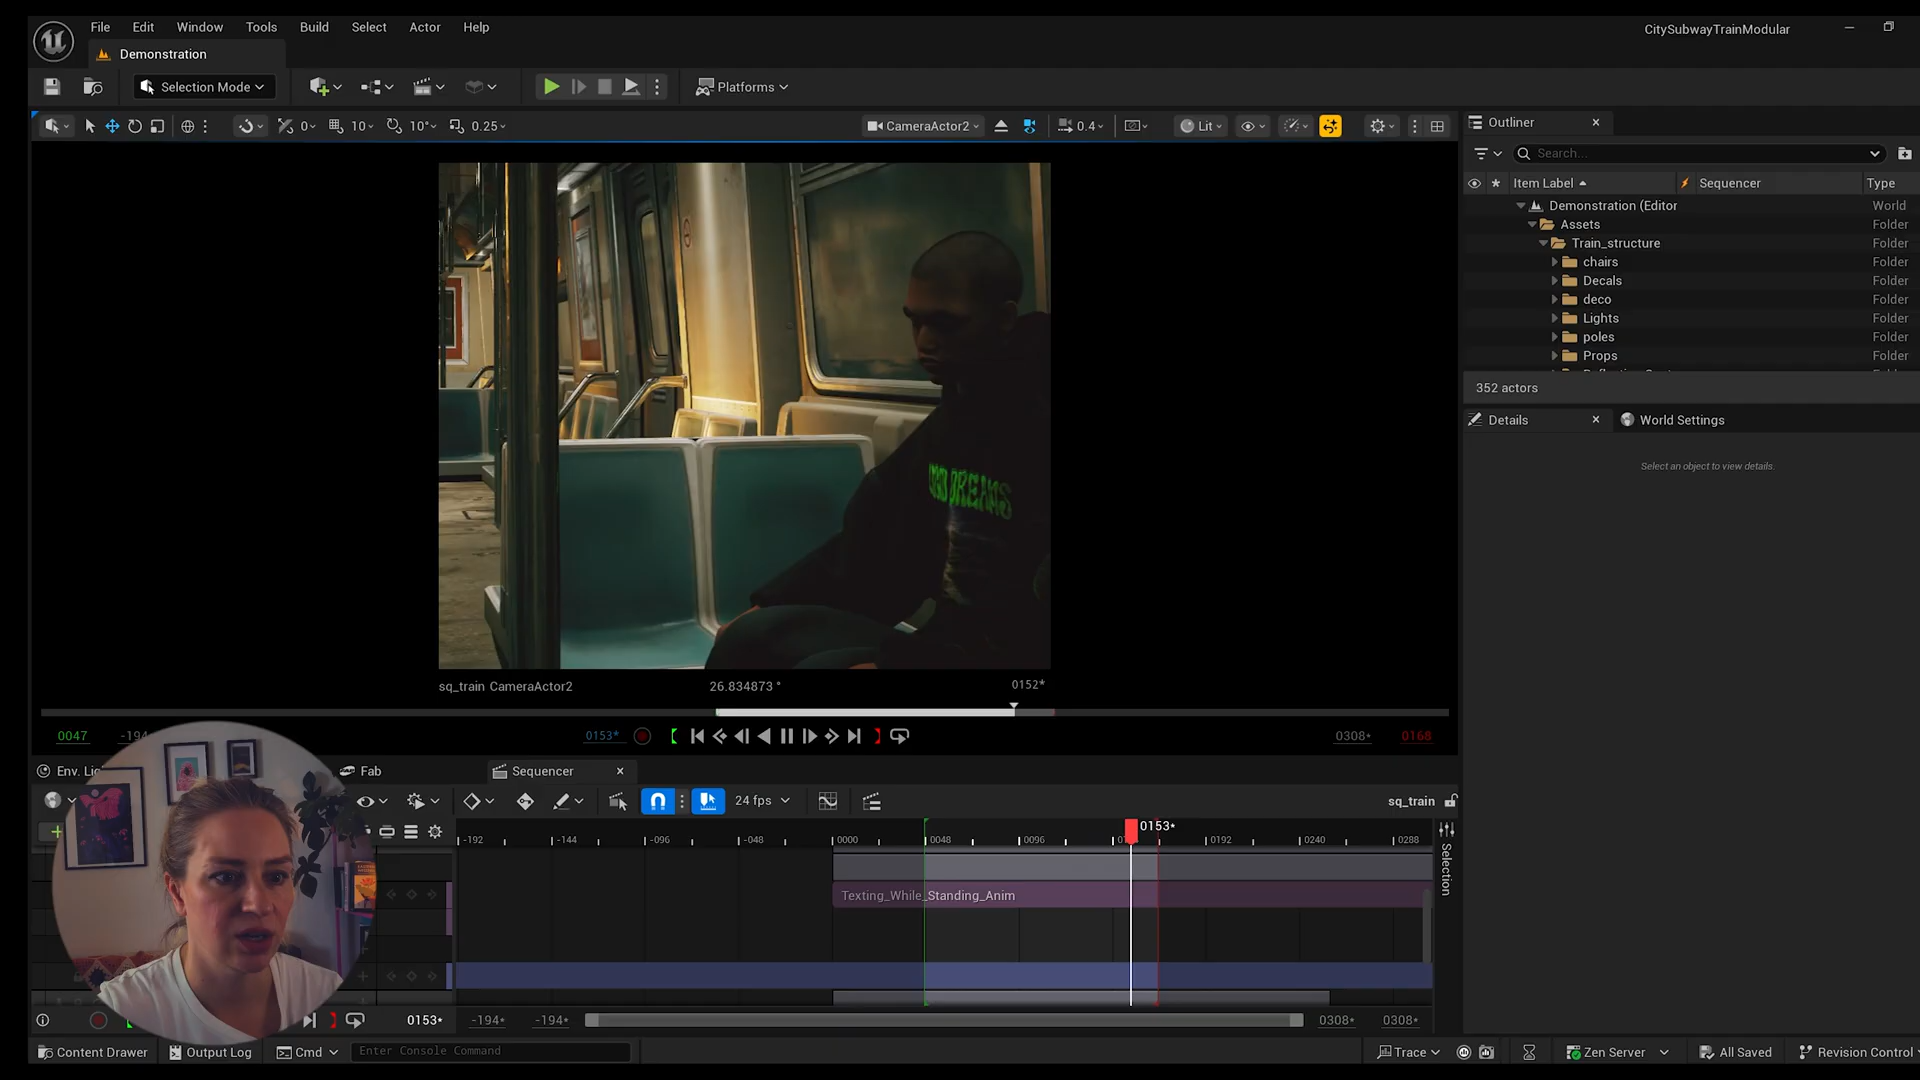 File Edit Window Tools Build Select Actor Help
CitySubwayTrainModular
Demonstration
Selection Mode
Platforms
0
10
10°
0.25
CameraActor2
0.4
Lit
Outliner
Search...
Item Label
Sequencer
Type
Demonstration (Editor
World
Assets
Folder
Train_structure
Folder
chairs
Folder
Decals
Folder
deco
Folder
Lights
Folder
poles
Folder
Props
Folder
352 actors
Details
World Settings
Select an object to view details.
DREAMS
sq_train CameraActor2
26.834873 °
0152*
0047
-194
0153*
0308*
0168
Fab
Sequencer
24 fps
sq_train
0153*
-192
-144
-096
-048
0000
0048
0096
0192
0240
0288
Selection
Texting_While_Standing_Anim
0153*
-194*
-194*
0308*
0308*
Content Drawer
Output Log
Cmd
Enter Console Command
Trace
Zen Server
All Saved
Revision Control